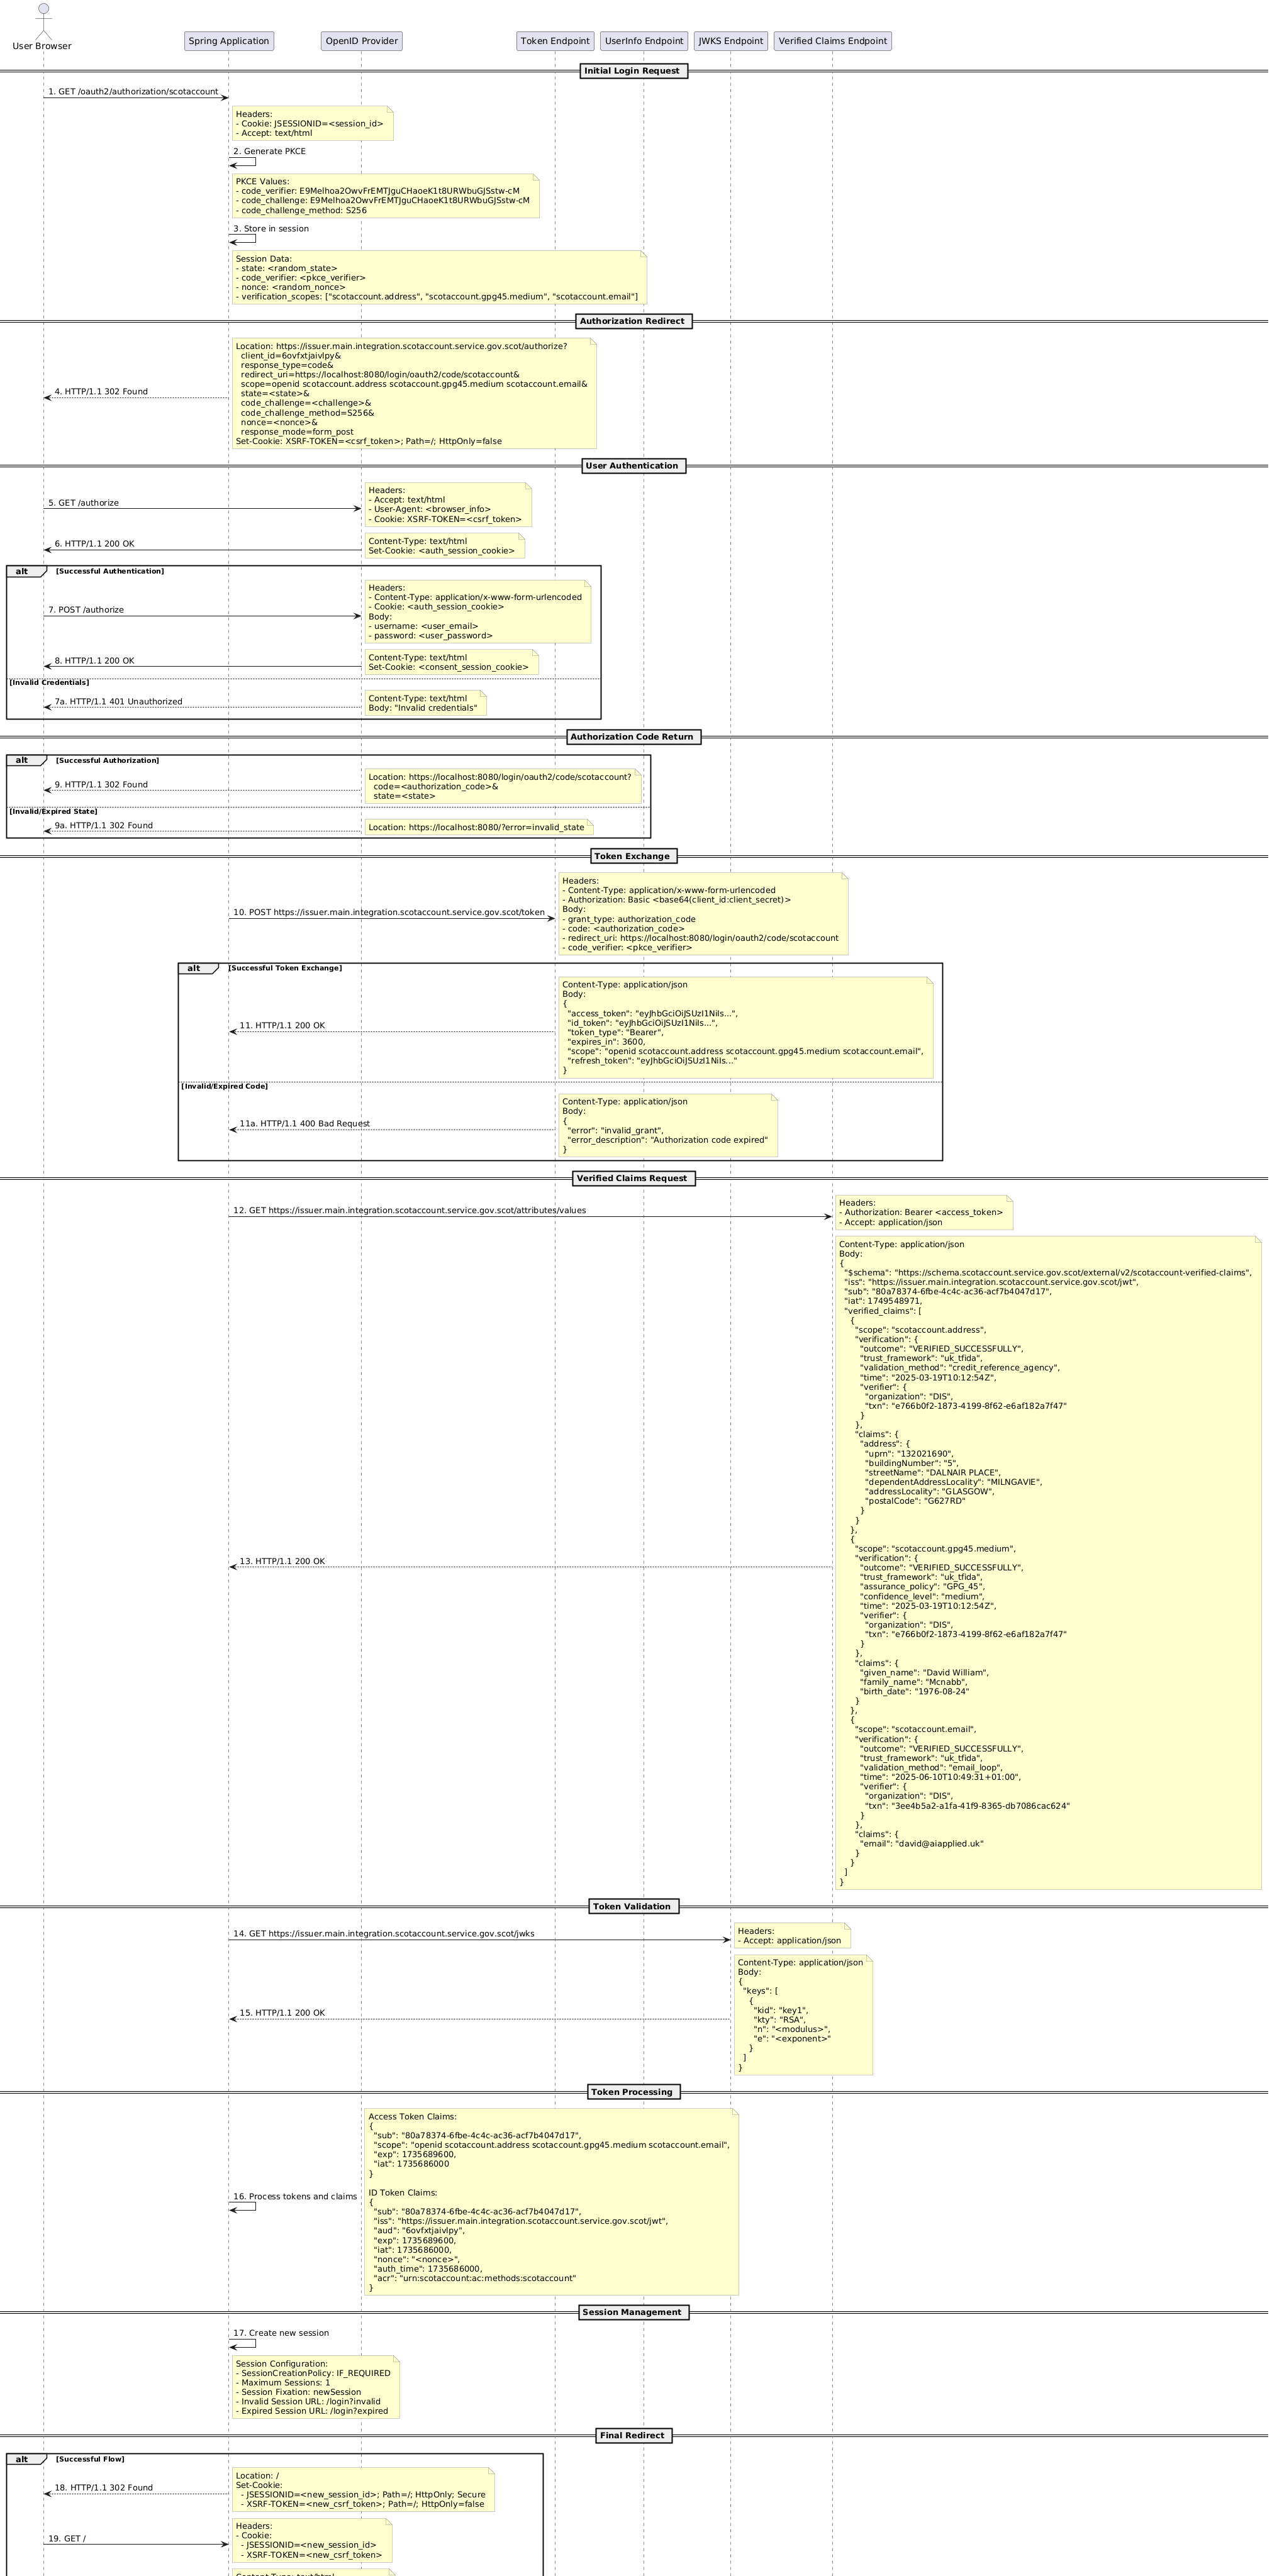 User Browser
Spring Application
OpenID Provider
Token Endpoint
UserInfo Endpoint
JWKS Endpoint
Verified Claims Endpoint
Initial Login Request
1. GET /oauth2/authorization/scotaccount
Headers:
- Cookie: JSESSIONID=<session_id>
- Accept: text/html
2. Generate PKCE
PKCE Values:
- code_verifier: E9Melhoa2OwvFrEMTJguCHaoeK1t8URWbuGJSstw-cM
- code_challenge: E9Melhoa2OwvFrEMTJguCHaoeK1t8URWbuGJSstw-cM
- code_challenge_method: S256
3. Store in session
Session Data:
- state: <random_state>
- code_verifier: <pkce_verifier>
- nonce: <random_nonce>
- verification_scopes: ["scotaccount.address", "scotaccount.gpg45.medium", "scotaccount.email"]
Authorization Redirect
4. HTTP/1.1 302 Found
Location: https://issuer.main.integration.scotaccount.service.gov.scot/authorize?
client_id=6ovfxtjaivlpy&
response_type=code&
redirect_uri=https://localhost:8080/login/oauth2/code/scotaccount&
scope=openid scotaccount.address scotaccount.gpg45.medium scotaccount.email&
state=<state>&
code_challenge=<challenge>&
code_challenge_method=S256&
nonce=<nonce>&
response_mode=form_post
Set-Cookie: XSRF-TOKEN=<csrf_token>; Path=/; HttpOnly=false
User Authentication
5. GET /authorize
Headers:
- Accept: text/html
- User-Agent: <browser_info>
- Cookie: XSRF-TOKEN=<csrf_token>
6. HTTP/1.1 200 OK
Content-Type: text/html
Set-Cookie: <auth_session_cookie>
alt [Successful Authentication]
7. POST /authorize
Headers:
- Content-Type: application/x-www-form-urlencoded
- Cookie: <auth_session_cookie>
Body:
- username: <user_email>
- password: <user_password>
8. HTTP/1.1 200 OK
Content-Type: text/html
Set-Cookie: <consent_session_cookie>
[Invalid Credentials]
7a. HTTP/1.1 401 Unauthorized
Content-Type: text/html
Body: "Invalid credentials"
Authorization Code Return
alt [Successful Authorization]
9. HTTP/1.1 302 Found
Location: https://localhost:8080/login/oauth2/code/scotaccount?
code=<authorization_code>&
state=<state>
[Invalid/Expired State]
9a. HTTP/1.1 302 Found
Location: https://localhost:8080/?error=invalid_state
Token Exchange
10. POST https://issuer.main.integration.scotaccount.service.gov.scot/token
Headers:
- Content-Type: application/x-www-form-urlencoded
- Authorization: Basic <base64(client_id:client_secret)>
Body:
- grant_type: authorization_code
- code: <authorization_code>
- redirect_uri: https://localhost:8080/login/oauth2/code/scotaccount
- code_verifier: <pkce_verifier>
alt [Successful Token Exchange]
11. HTTP/1.1 200 OK
Content-Type: application/json
Body:
{
"access_token": "eyJhbGciOiJSUzI1NiIs...",
"id_token": "eyJhbGciOiJSUzI1NiIs...",
"token_type": "Bearer",
"expires_in": 3600,
"scope": "openid scotaccount.address scotaccount.gpg45.medium scotaccount.email",
"refresh_token": "eyJhbGciOiJSUzI1NiIs..."
}
[Invalid/Expired Code]
11a. HTTP/1.1 400 Bad Request
Content-Type: application/json
Body:
{
"error": "invalid_grant",
"error_description": "Authorization code expired"
}
Verified Claims Request
12. GET https://issuer.main.integration.scotaccount.service.gov.scot/attributes/values
Headers:
- Authorization: Bearer <access_token>
- Accept: application/json
13. HTTP/1.1 200 OK
Content-Type: application/json
Body:
{
"$schema": "https://schema.scotaccount.service.gov.scot/external/v2/scotaccount-verified-claims",
"iss": "https://issuer.main.integration.scotaccount.service.gov.scot/jwt",
"sub": "80a78374-6fbe-4c4c-ac36-acf7b4047d17",
"iat": 1749548971,
"verified_claims": [
{
"scope": "scotaccount.address",
"verification": {
"outcome": "VERIFIED_SUCCESSFULLY",
"trust_framework": "uk_tfida",
"validation_method": "credit_reference_agency",
"time": "2025-03-19T10:12:54Z",
"verifier": {
"organization": "DIS",
"txn": "e766b0f2-1873-4199-8f62-e6af182a7f47"
}
},
"claims": {
"address": {
"uprn": "132021690",
"buildingNumber": "5",
"streetName": "DALNAIR PLACE",
"dependentAddressLocality": "MILNGAVIE",
"addressLocality": "GLASGOW",
"postalCode": "G627RD"
}
}
},
{
"scope": "scotaccount.gpg45.medium",
"verification": {
"outcome": "VERIFIED_SUCCESSFULLY",
"trust_framework": "uk_tfida",
"assurance_policy": "GPG_45",
"confidence_level": "medium",
"time": "2025-03-19T10:12:54Z",
"verifier": {
"organization": "DIS",
"txn": "e766b0f2-1873-4199-8f62-e6af182a7f47"
}
},
"claims": {
"given_name": "David William",
"family_name": "Mcnabb",
"birth_date": "1976-08-24"
}
},
{
"scope": "scotaccount.email",
"verification": {
"outcome": "VERIFIED_SUCCESSFULLY",
"trust_framework": "uk_tfida",
"validation_method": "email_loop",
"time": "2025-06-10T10:49:31+01:00",
"verifier": {
"organization": "DIS",
"txn": "3ee4b5a2-a1fa-41f9-8365-db7086cac624"
}
},
"claims": {
"email": "david@aiapplied.uk"
}
}
]
}
Token Validation
14. GET https://issuer.main.integration.scotaccount.service.gov.scot/jwks
Headers:
- Accept: application/json
15. HTTP/1.1 200 OK
Content-Type: application/json
Body:
{
"keys": [
{
"kid": "key1",
"kty": "RSA",
"n": "<modulus>",
"e": "<exponent>"
}
]
}
Token Processing
16. Process tokens and claims
Access Token Claims:
{
"sub": "80a78374-6fbe-4c4c-ac36-acf7b4047d17",
"scope": "openid scotaccount.address scotaccount.gpg45.medium scotaccount.email",
"exp": 1735689600,
"iat": 1735686000
}
ID Token Claims:
{
"sub": "80a78374-6fbe-4c4c-ac36-acf7b4047d17",
"iss": "https://issuer.main.integration.scotaccount.service.gov.scot/jwt",
"aud": "6ovfxtjaivlpy",
"exp": 1735689600,
"iat": 1735686000,
"nonce": "<nonce>",
"auth_time": 1735686000,
"acr": "urn:scotaccount:ac:methods:scotaccount"
}
Session Management
17. Create new session
Session Configuration:
- SessionCreationPolicy: IF_REQUIRED
- Maximum Sessions: 1
- Session Fixation: newSession
- Invalid Session URL: /login?invalid
- Expired Session URL: /login?expired
Final Redirect
alt [Successful Flow]
18. HTTP/1.1 302 Found
Location: /
Set-Cookie:
- JSESSIONID=<new_session_id>; Path=/; HttpOnly; Secure
- XSRF-TOKEN=<new_csrf_token>; Path=/; HttpOnly=false
19. GET /
Headers:
- Cookie:
- JSESSIONID=<new_session_id>
- XSRF-TOKEN=<new_csrf_token>